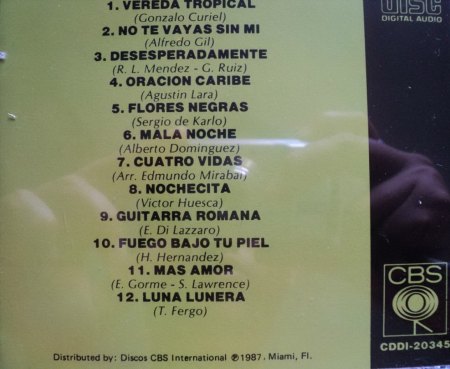 1. VEREDA TROPICAL
(Gonzalo Curiel)
2. NO TE VAYAS SIN MI
(Alfredo Gil)
3. DESESPERADAMENTE
(R. L. Mendez - G. Ruiz)
4. ORACION CARIBE
(Agustin Lara)
5. FLORES NEGRAS
(Sergio de Karlo)
6. MALA NOCHE
(Alberto Dominguez)
7. CUATRO VIDAS
(Arr. Edmundo Mirabal)
8. NOCHECITA
(Victor Huesca)
9. GUITARRA ROMANA
(E. Di Lazzaro)
10. FUEGO BAJO TU PIEL
(H. Hernandez)
11. MAS AMOR
(E. Gorme - S. Lawrence)
12. LUNA LUNERA
(T. Fergo)
Distributed by: Discos CBS International ℗1987. Miami, Fl.
disc
DIGITAL AUDIO
CBS
CDDI-20345